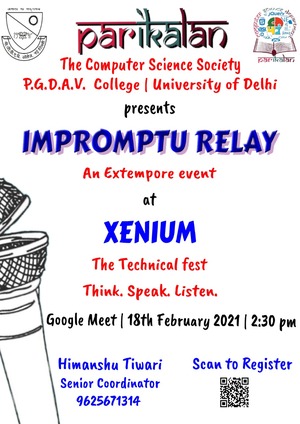 parikalan
parikalan
The Computer Science Society
P.G.D.A.V. College | University of Delhi
presents
IMPROMPTU RELAY
An Extempore event
at
XENIUM
The Technical fest
Think. Speak. Listen.
Google Meet | 18th February 2021 | 2:30 pm
Himanshu Tiwari
Senior Coordinator
9625671314
Scan to Register